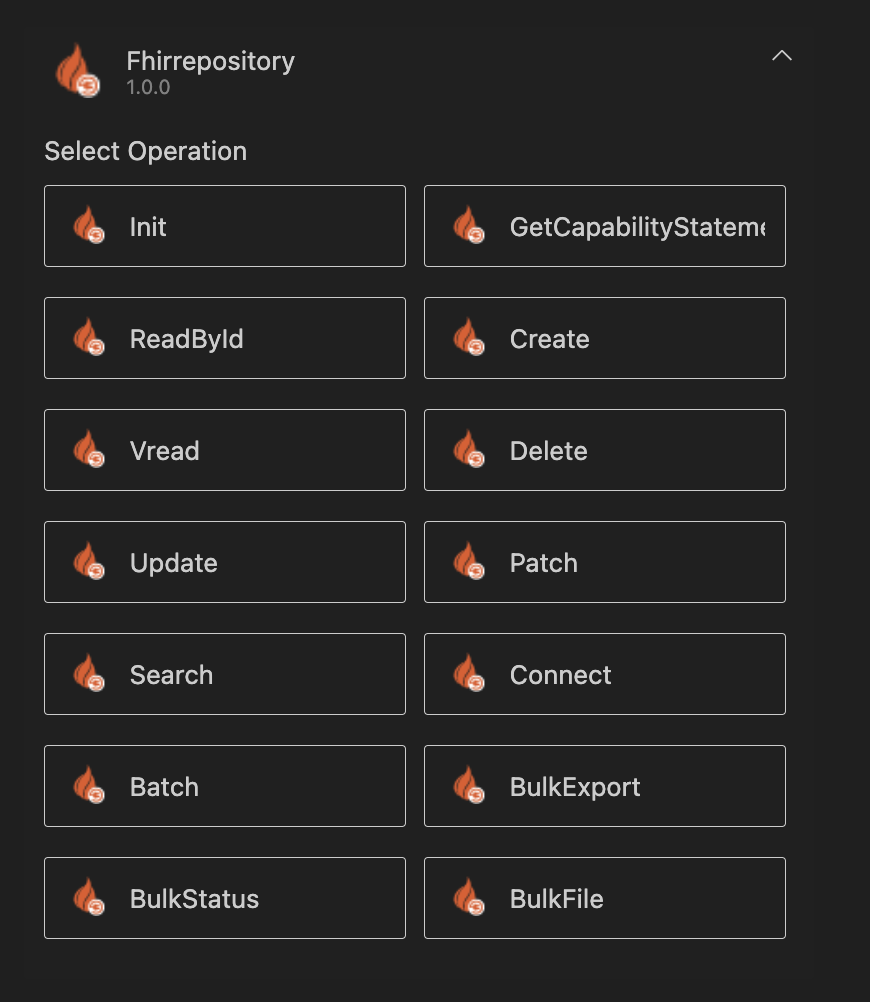 Fhirrepository
1.0.0
Select Operation
Init
GetCapabilityStateme
ReadById
Create
Vread
Delete
Update
Patch
Search
Connect
Batch
BulkExport
BulkStatus
BulkFile